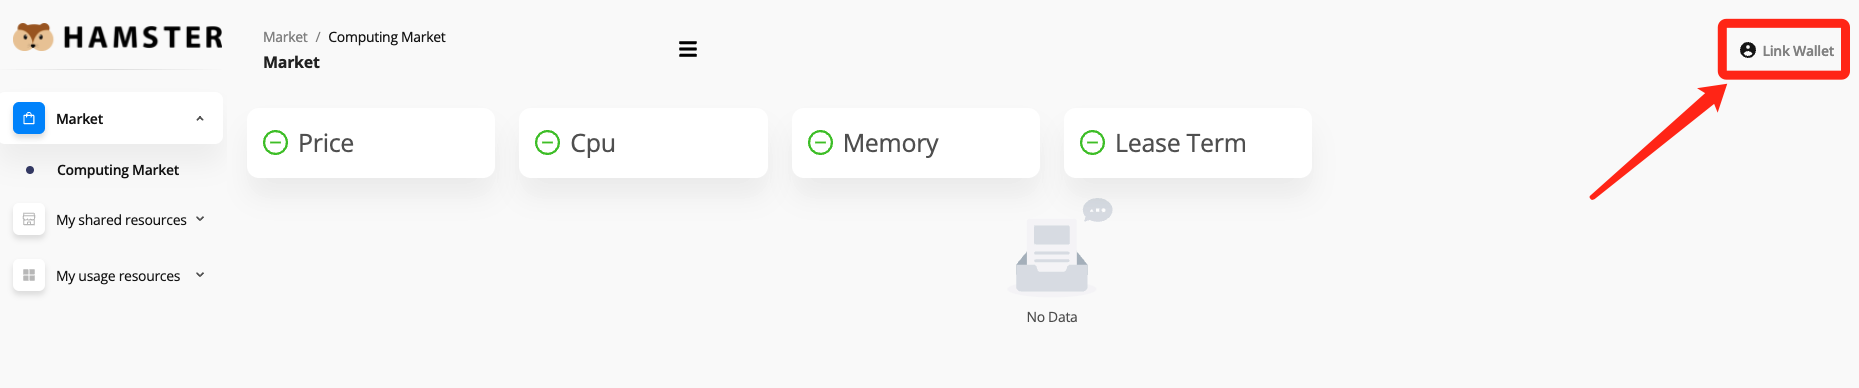 HAMSTER
Market / Computing Market
Market
Link Wallet
Market
Computing Market
My shared resources
My usage resources
Price
Cpu
Memory
Lease Term
No Data